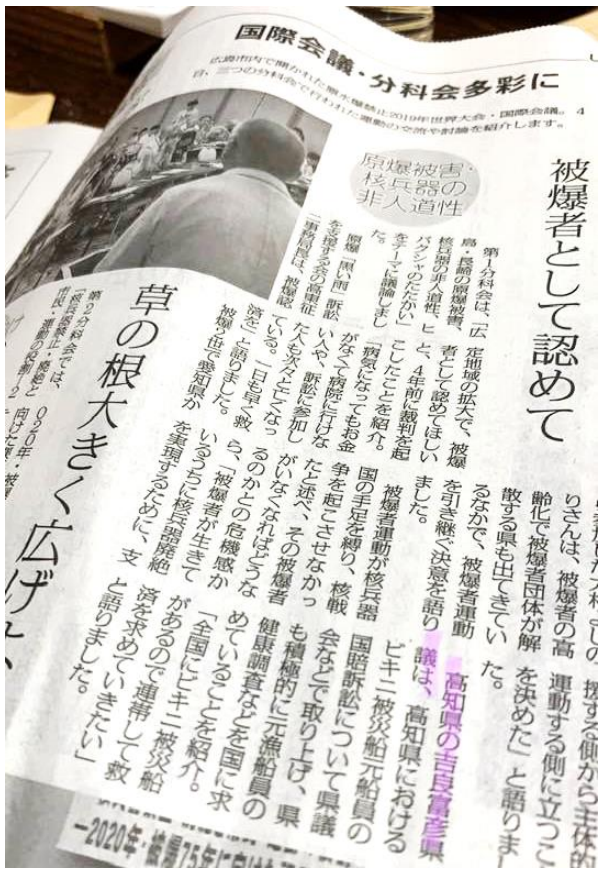 国際会議・分科会多彩に
広島市内で開かれた原水爆禁止2019年世界大会・国際会議。4
日、三つの分科会で行われた運動の交流や討論を紹介します。
原爆被害・
核兵器の
非人道性
被爆者として認めて
第1分科会は、「広
島・長崎の原爆被害、
核兵器の非人道性、ヒ
バクシャのたたかい」
をテーマに議論しまし
た。
原爆「黒い雨」訴訟
を支援する会の高東征
二事務局長は、被爆認
定地域の拡大で、被爆
者として認めてほしい
と、4年前に裁判を起
こしたことを紹介。
「病気になってもお金
がなくて病院に行けな
い人や、訴訟に参加し
た人も次々と亡くなっ
ている。一日も早く救
済を」と語りました。
被爆2世で愛知県か
りさんは、被爆者の高
齢化で被爆者団体が解
散する県も出てきてい
るなかで、被爆者運動
を引き継ぐ決意を語り
ました。
被爆者運動が核兵器
国の手足を縛り、核戦
争を起こさせなかっ
たと述べ、その被爆者
がいなくなればどうな
るのかとの危機感か
ら、「被爆者が生きて
いるうちに核兵器廃絶
を実現するために、支
援する側から主体的
運動する側に立つこ
を決めた」と語りまし
た。
高知県の吉良富彦県
議は、高知県における
ビキニ被災船元船員の
国賠訴訟について県議
会などで取り上げ、県
も積極的に元漁船員の
健康調査などを国に求
めていることを紹介。
「全国にビキニ被災船
があるので連帯して救
済を求めていきたい」
と語りました。
草の根大きく広げ
第2分科会では、
「核兵器禁止・廃絶と
市民・運動の役割―2
020年・被爆
向けた
―2020年・被爆75年に向けた